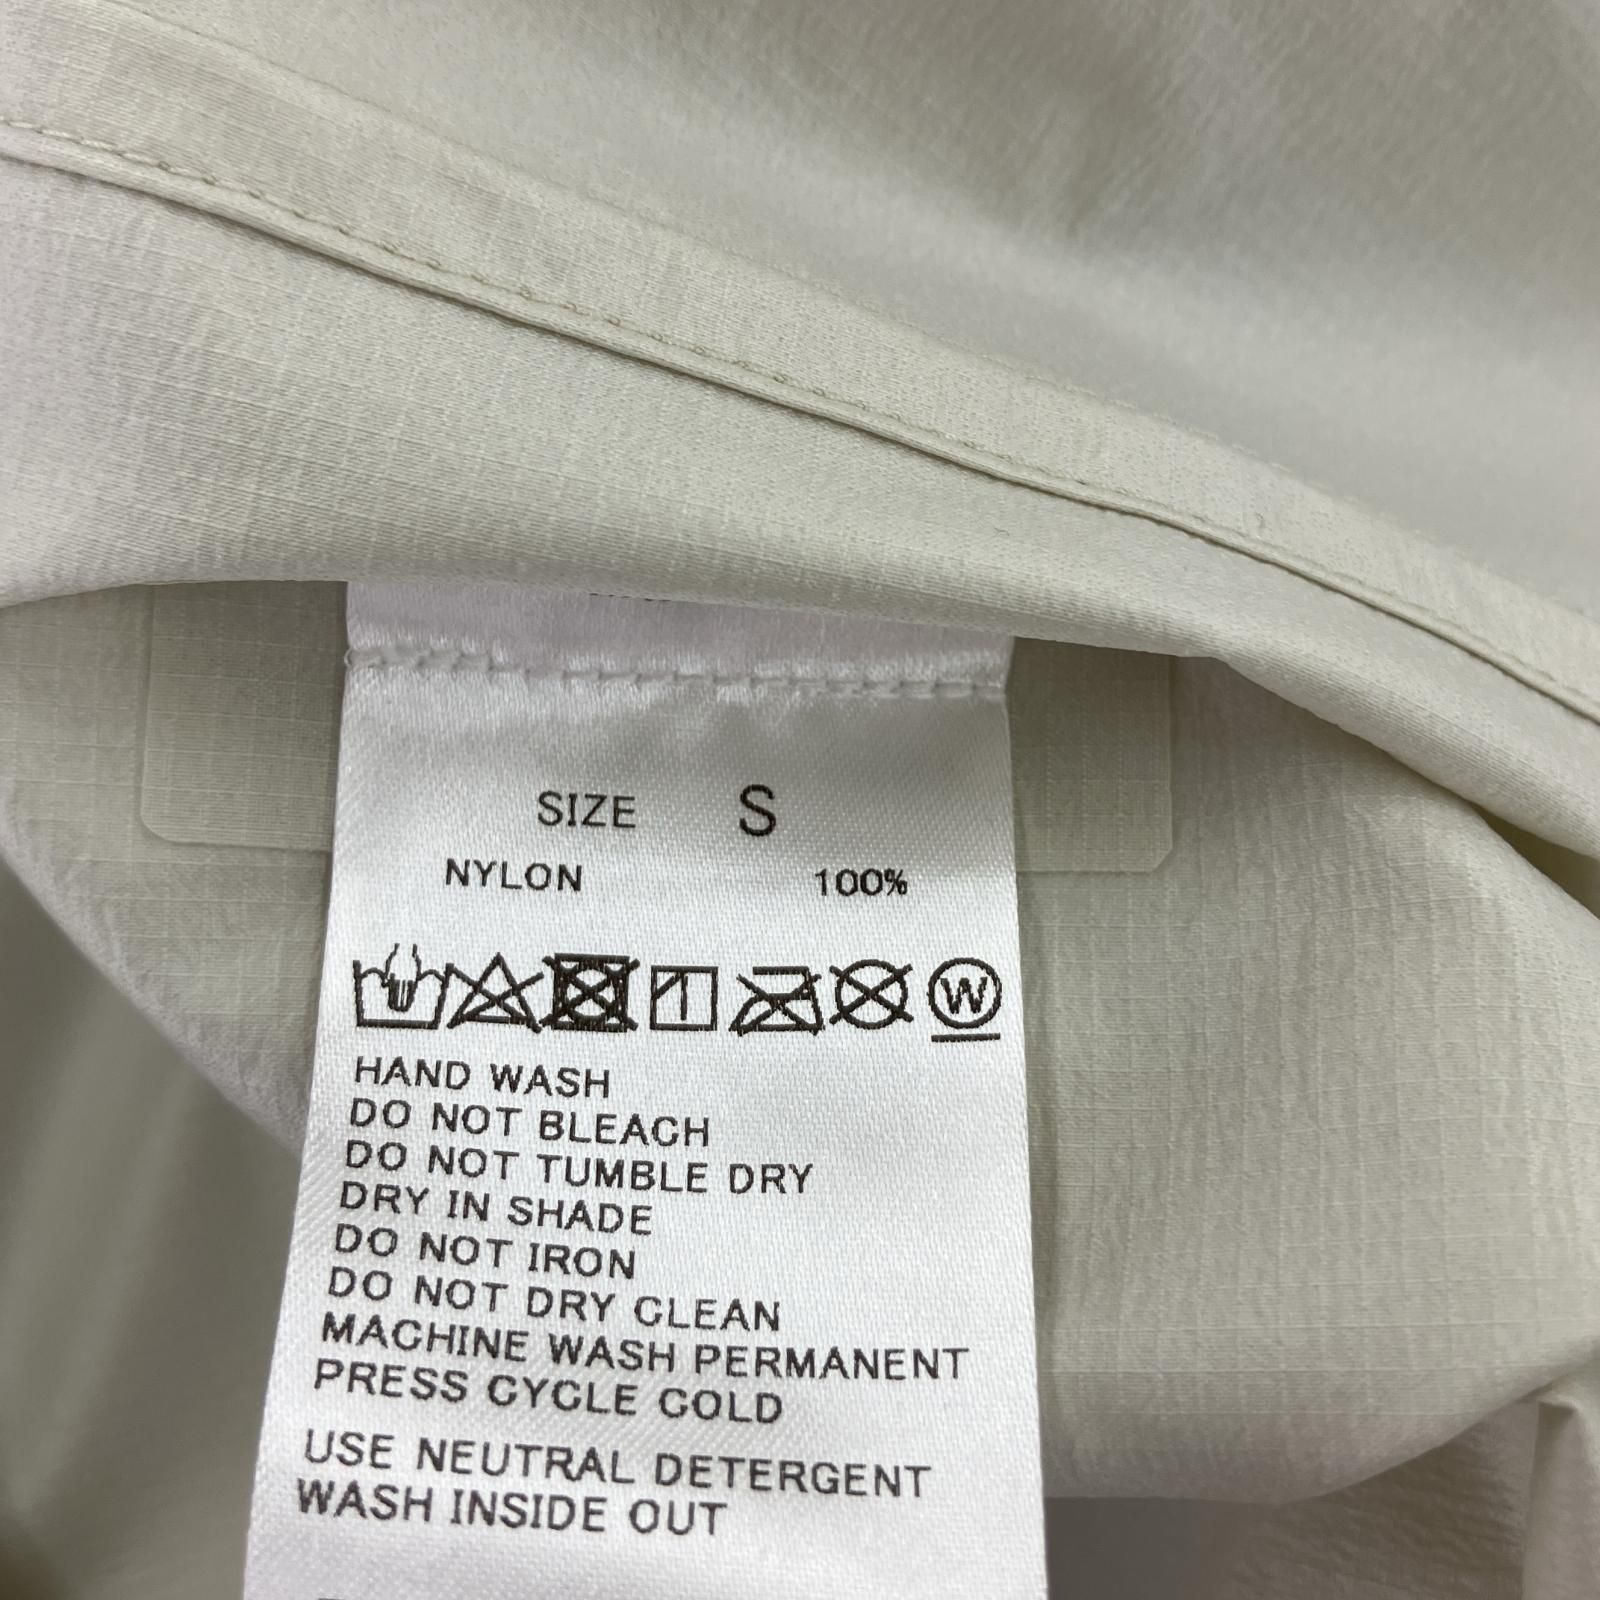 SIZE S
NYLON 100%
W
HAND WASH
DO NOT BLEACH
DO NOT TUMBLE DRY
DRY IN SHADE
DO NOT IRON
DO NOT DRY CLEAN
MACHINE WASH PERMANENT
PRESS CYCLE COLD
USE NEUTRAL DETERGENT
WASH INSIDE OUT